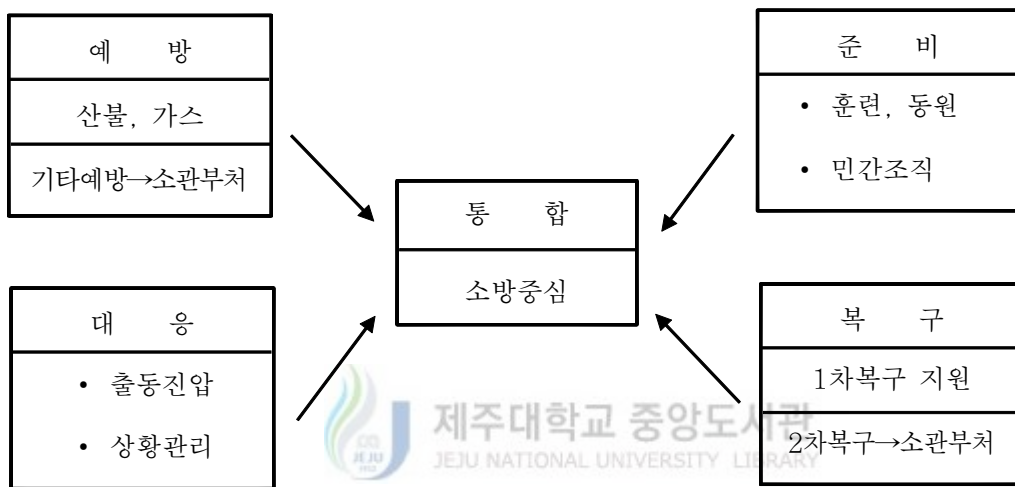 예 방
산불, 가스
기타예방→소관부처
준 비
• 훈련, 동원
• 민간조직
통 합
소방중심
대 응
• 출동진압
• 상황관리
복 구
1차복구 지원
2차복구→소관부처
제주대학교 중앙도서관
JEJU NATIONAL UNIVERSITY LIBRARY
JEJU
1952